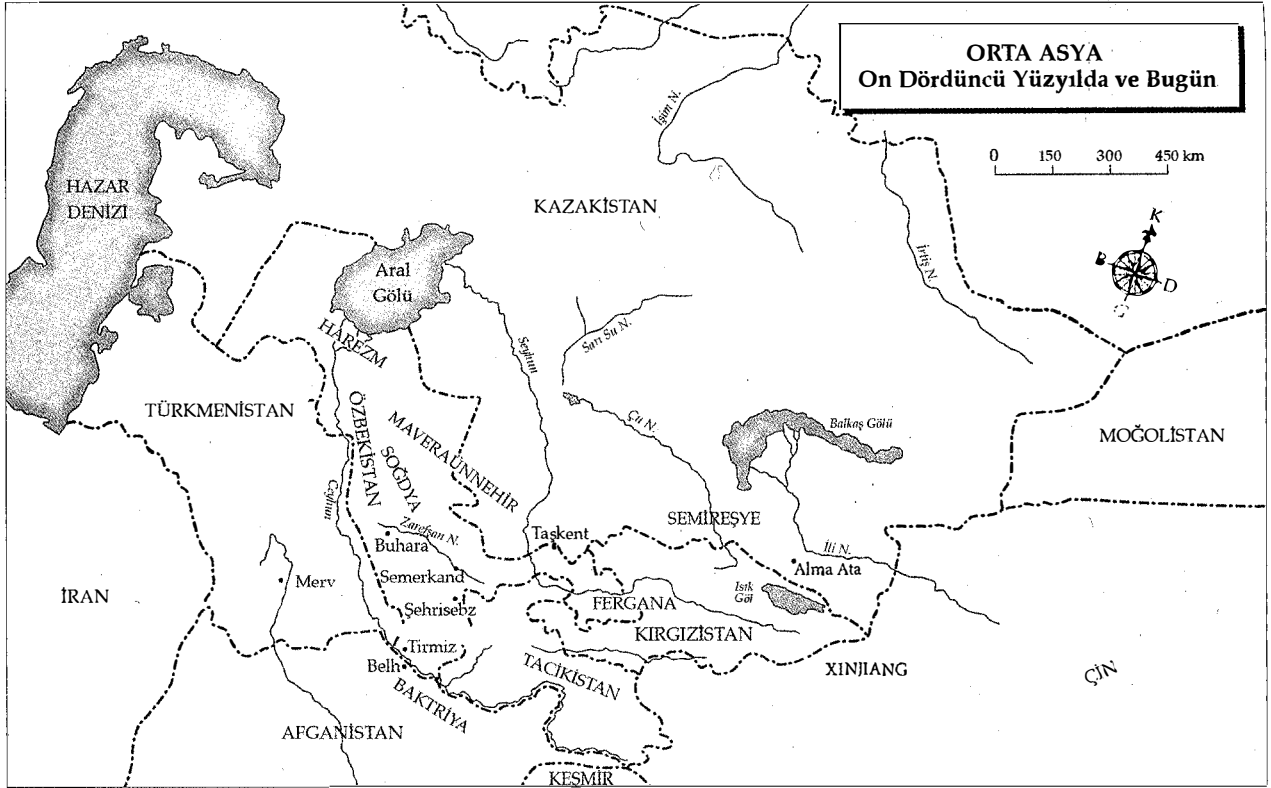 ORTA ASYA
On Dördüncü Yüzyılda ve Bugün
0 150 300 450 km
K
B
D
G
İşim N.
HAZAR
DENİZİ
KAZAKİSTAN
İrtiş N.
Aral
Gölü
HAREZM
Seyhun
Sarı Su N.
TÜRKMENİSTAN
ÖZBEKİSTAN
SOĞDYA
MAVERAÜNNEHİR
Çu N.
Balkaş Gölü
MOĞOLİSTAN
Ceyhun
Zarefşan N.
Buhara
Taşkent
SEMİREŞYE
İli N.
Alma Ata
Merv
Semerkand
Isık
Göl
İRAN
Şehrisebz
FERGANA
KIRGIZİSTAN
Tirmiz
Belh
TACİKİSTAN
XINJIANG
ÇİN
BAKTRİYA
AFGANİSTAN
KEŞMİR